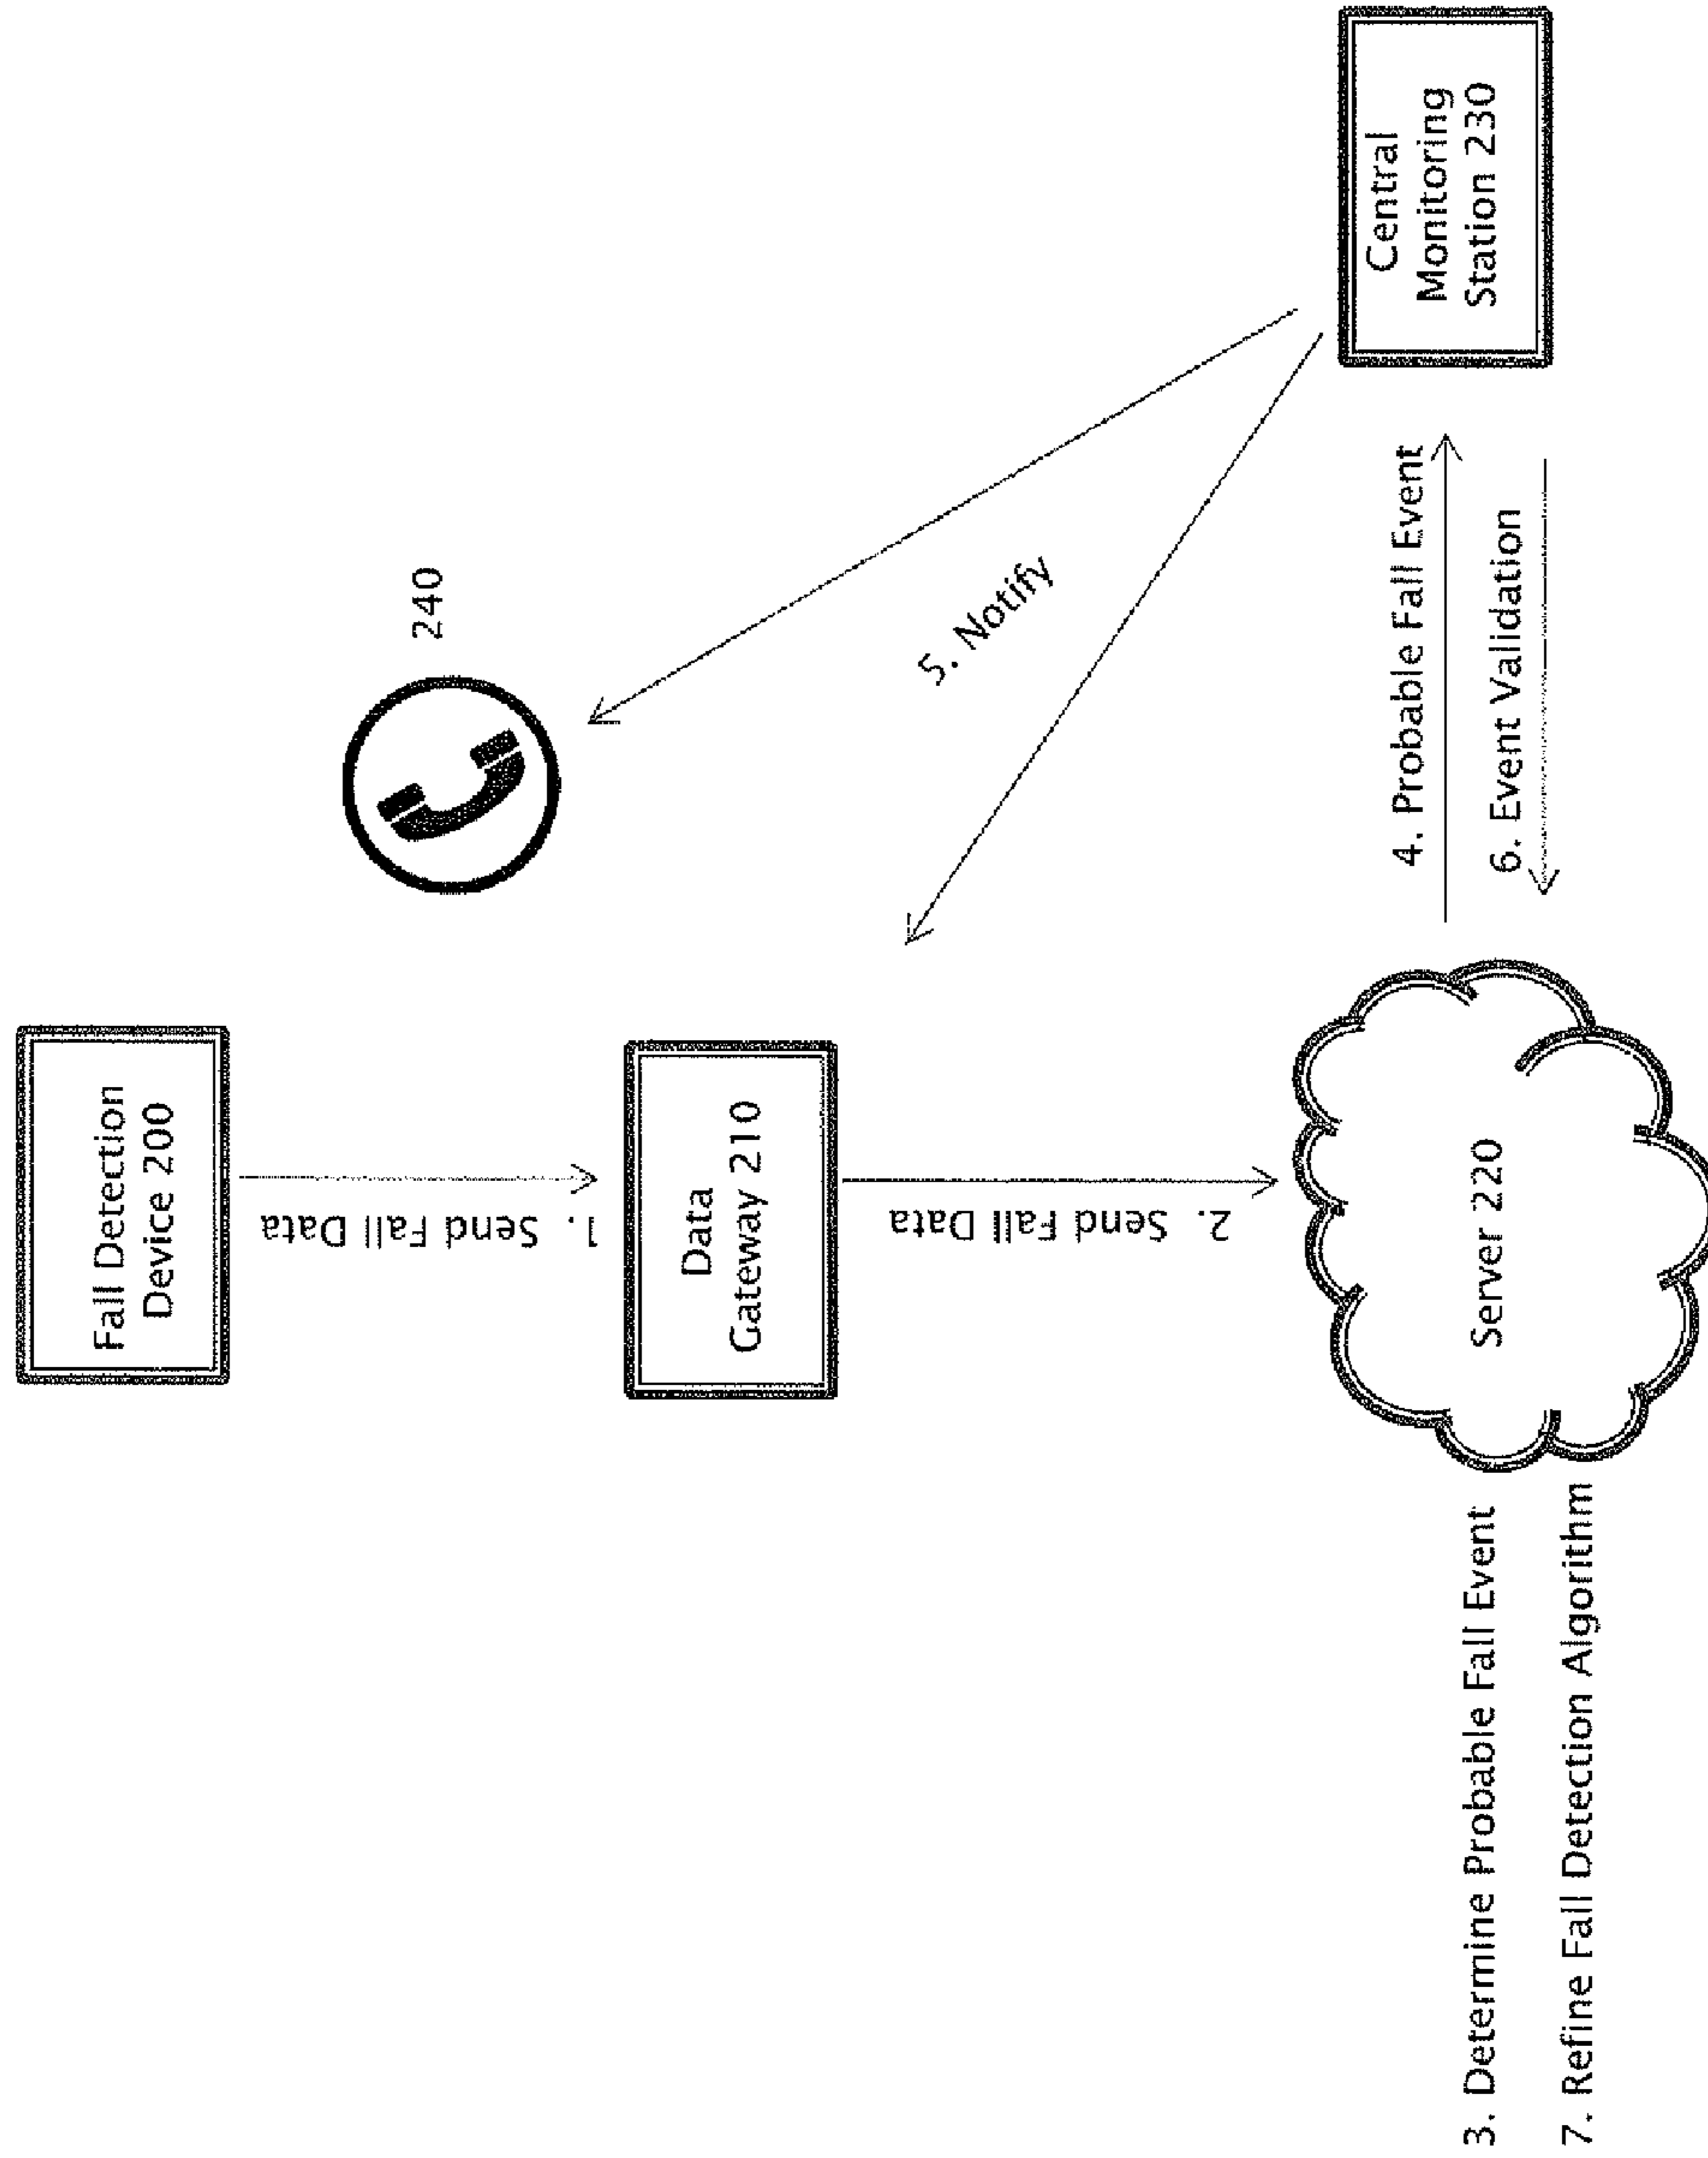 Fall Detection
Device 200
1. Send Fall Data
Data
Gateway 210
2. Send Fall Data
Server 220
3. Determine Probable Fall Event
7. Refine Fall Detection Algorithm
4. Probable Fall Event
6. Event Validation
5. Notify
240
Central
Monitoring
Station 230